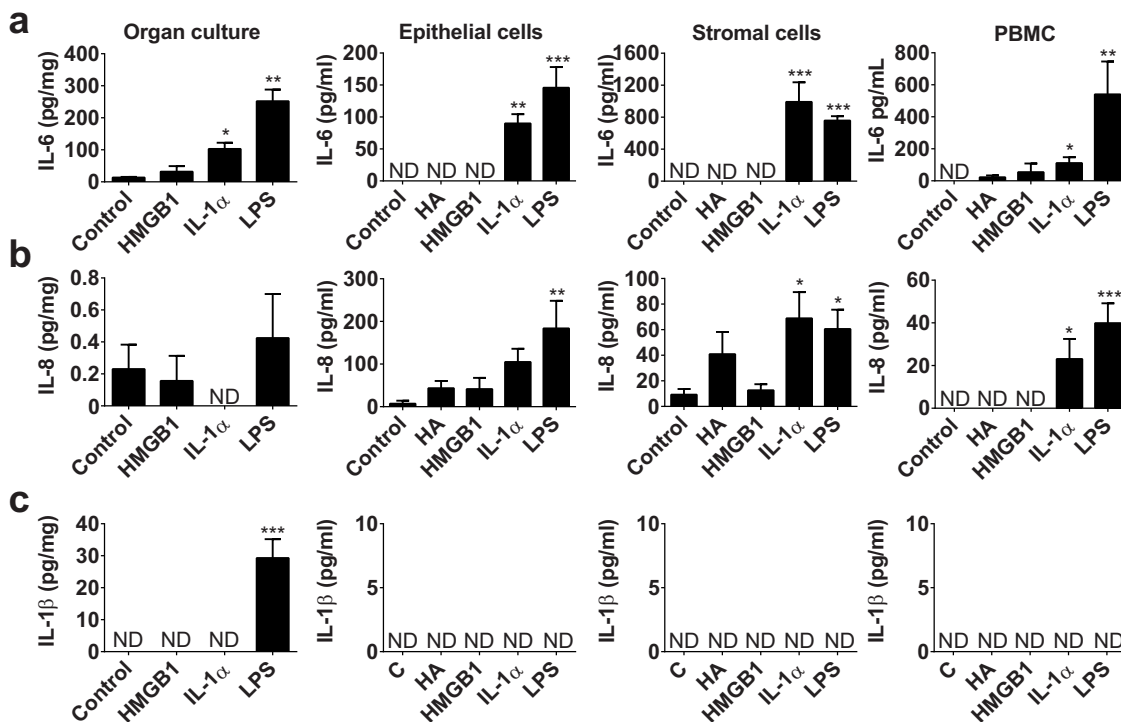 a
Organ culture
Epithelial cells
Stromal cells
PBMC
IL-6 (pg/mg)
400
300
200
100
0
*
**
Control
HMGB1
IL-1α
LPS
IL-6 (pg/ml)
200
150
100
50
0
ND
ND
ND
**
***
Control
HA
HMGB1
IL-1α
LPS
IL-6 (pg/ml)
1600
1200
800
400
0
ND
ND
ND
***
***
Control
HA
HMGB1
IL-1α
LPS
IL-6 pg/mL
800
600
400
200
0
ND
*
**
Control
HA
HMGB1
IL-1α
LPS
b
IL-8 (pg/mg)
0.8
0.6
0.4
0.2
0
ND
Control
HMGB1
IL-1α
LPS
IL-8 (pg/ml)
300
200
100
0
**
Control
HA
HMGB1
IL-1α
LPS
IL-8 (pg/ml)
100
80
60
40
20
0
*
*
Control
HA
HMGB1
IL-1α
LPS
IL-8 (pg/ml)
60
40
20
0
ND
ND
ND
*
***
Control
HA
HMGB1
IL-1α
LPS
c
IL-1β (pg/mg)
40
30
20
10
0
ND
ND
ND
***
Control
HMGB1
IL-1α
LPS
IL-1β (pg/ml)
10
5
0
ND
ND
ND
ND
ND
C
HA
HMGB1
IL-1α
LPS
IL-1β (pg/ml)
10
5
0
ND
ND
ND
ND
ND
C
HA
HMGB1
IL-1α
LPS
IL-1β (pg/ml)
10
5
0
ND
ND
ND
ND
ND
C
HA
HMGB1
IL-1α
LPS